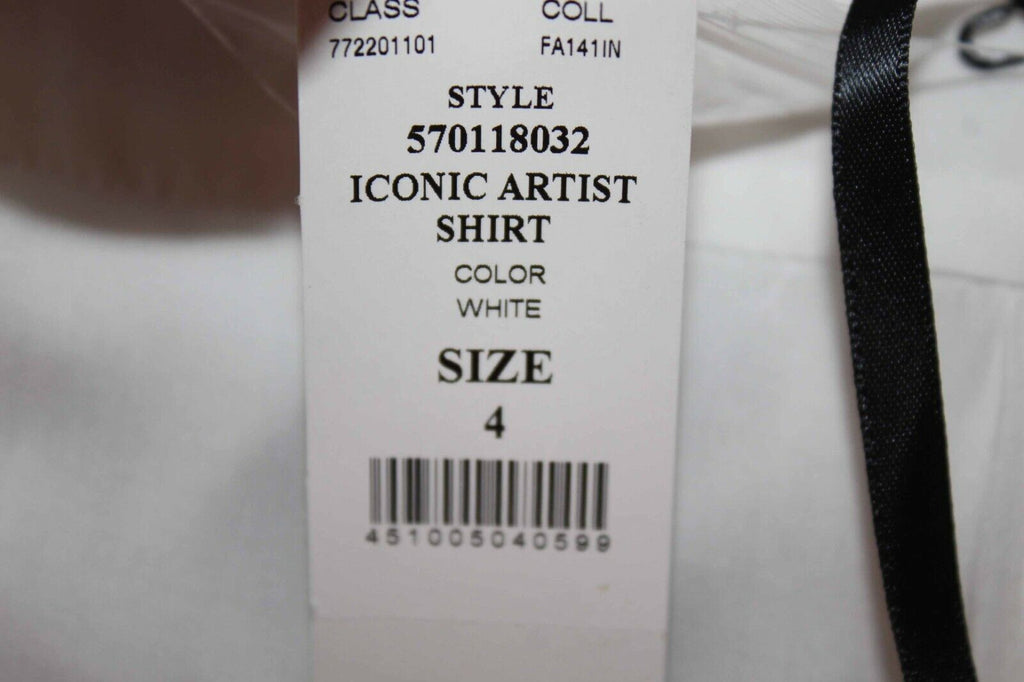 CLASS COLL
772201101 FA141IN
STYLE
570118032
ICONIC ARTIST
SHIRT
COLOR
WHITE
SIZE
4
451005040599